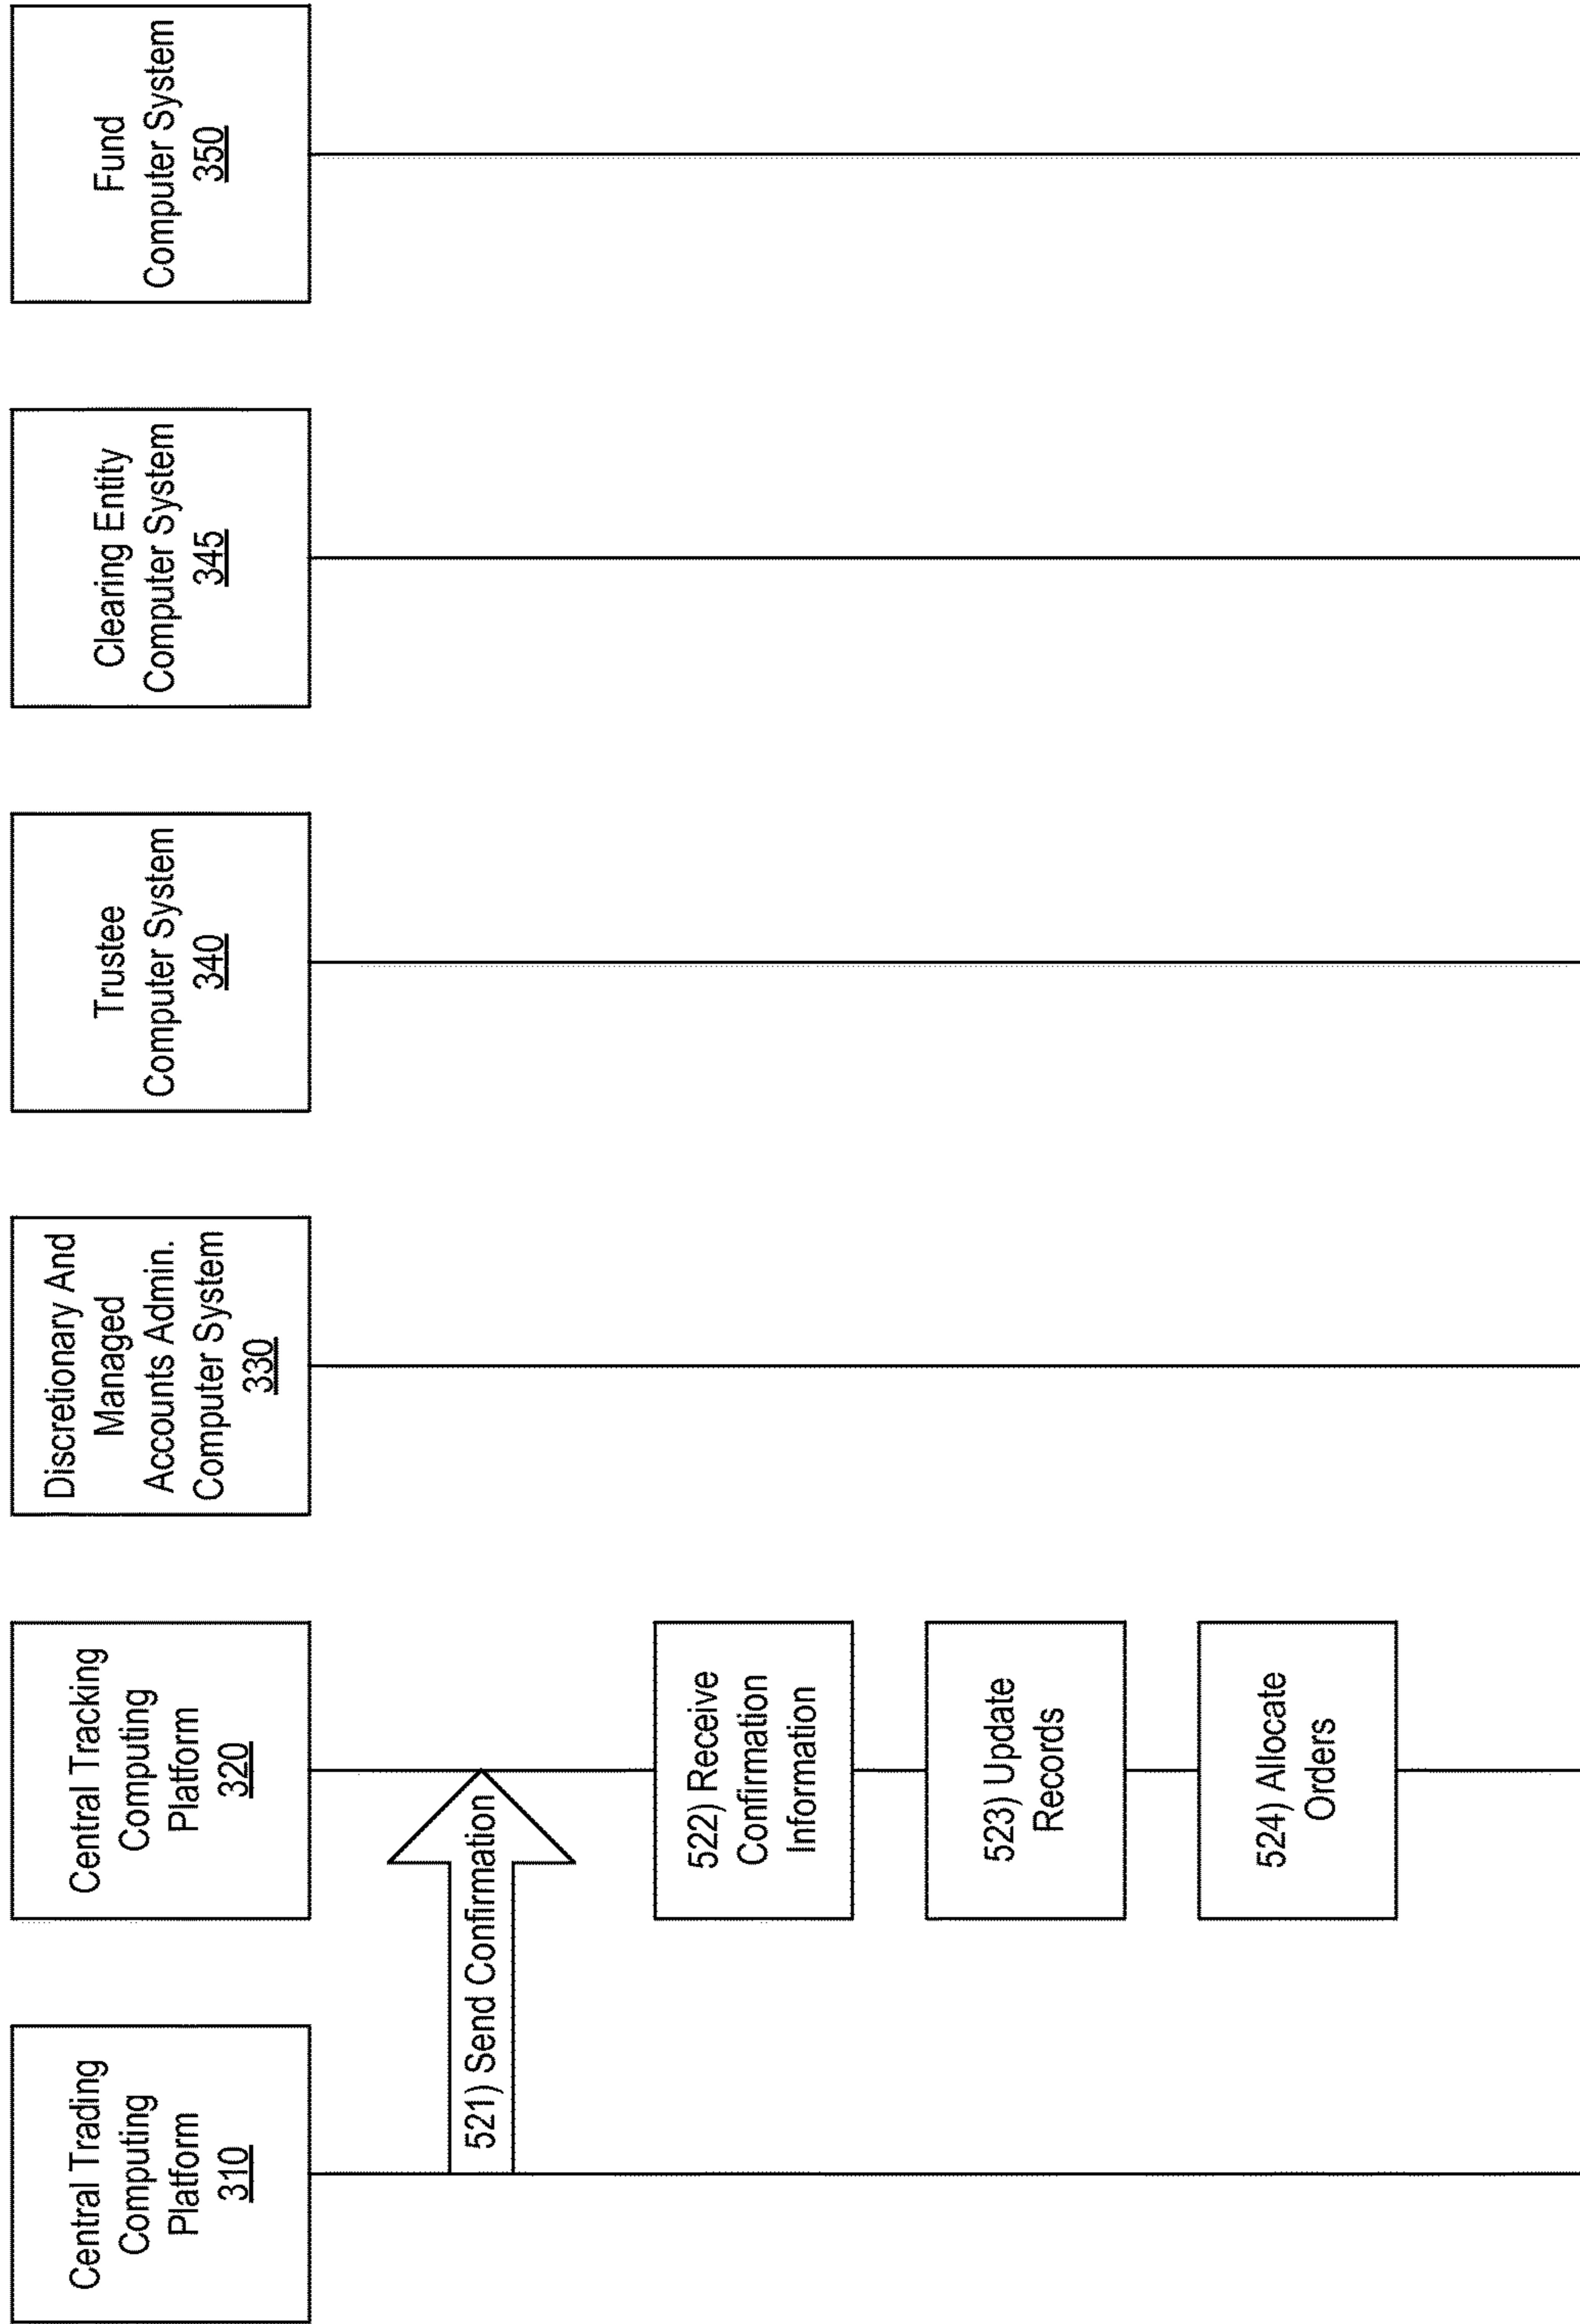 Central Trading
Computing
Platform
310
Central Tracking
Computing
Platform
320
Discretionary And
Managed
Accounts Admin.
Computer System
330
Trustee
Computer System
340
Clearing Entity
Computer System
345
Fund
Computer System
350
521) Send Confirmation
522) Receive
Confirmation
Information
523) Update
Records
524) Allocate
Orders